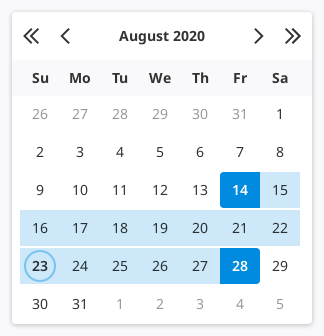 August 2020
Su Mo Tu We Th Fr Sa
26 27 28 29 30 31 1
2 3 4 5 6 7 8
9 10 11 12 13 14 15
16 17 18 19 20 21 22
23 24 25 26 27 28 29
30 31 1 2 3 4 5